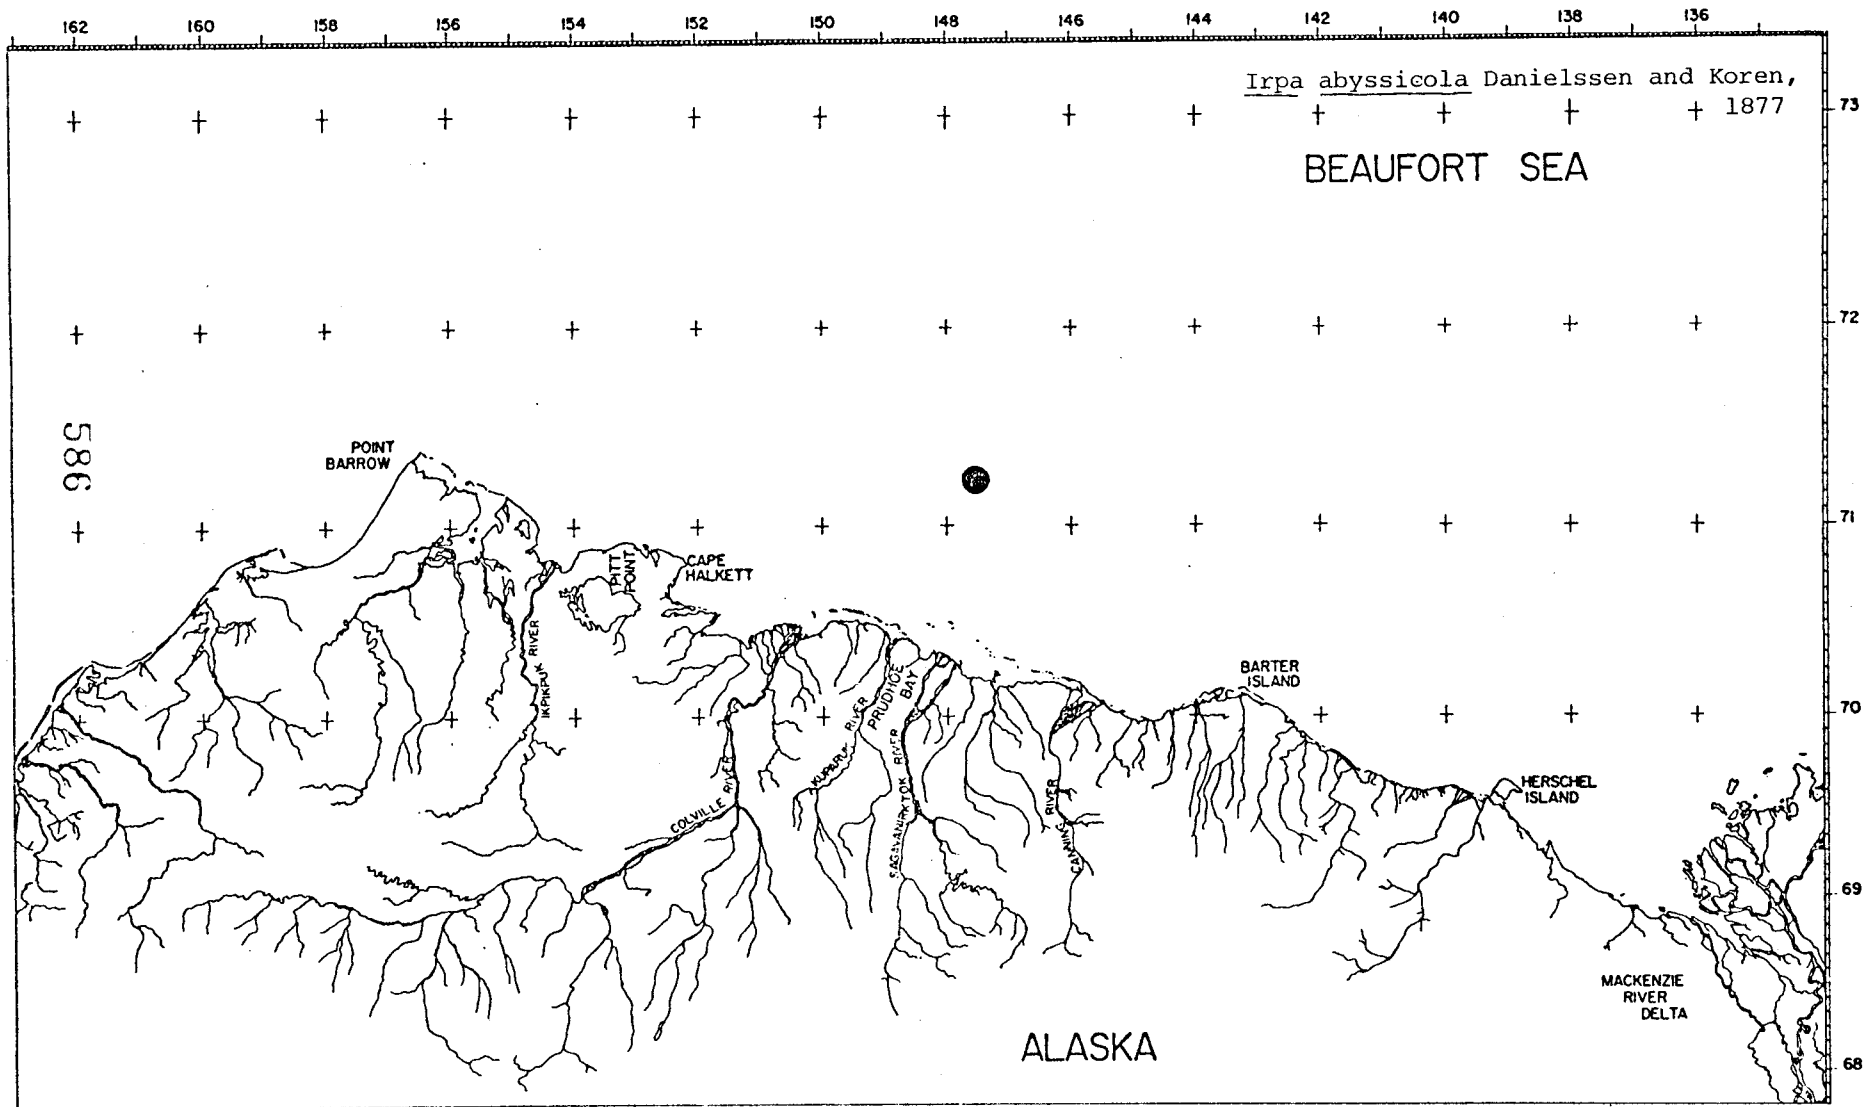 162 160 158 156 154 152 150 148 146 144 142 140 138 136
Irpa abyssicola Danielssen and Koren,
1877
73
BEAUFORT SEA
72
586
POINT
BARROW
71
PITT
POINT
CAPE
HALKETT
IKPIKPUK RIVER
PRUDHOE
BAY
BARTER
ISLAND
70
KUPARUK RIVER
SAGAVANIRKTOK RIVER
COLVILLE RIVER
CANNING RIVER
HERSCHEL
ISLAND
69
MACKENZIE
RIVER
DELTA
ALASKA
68